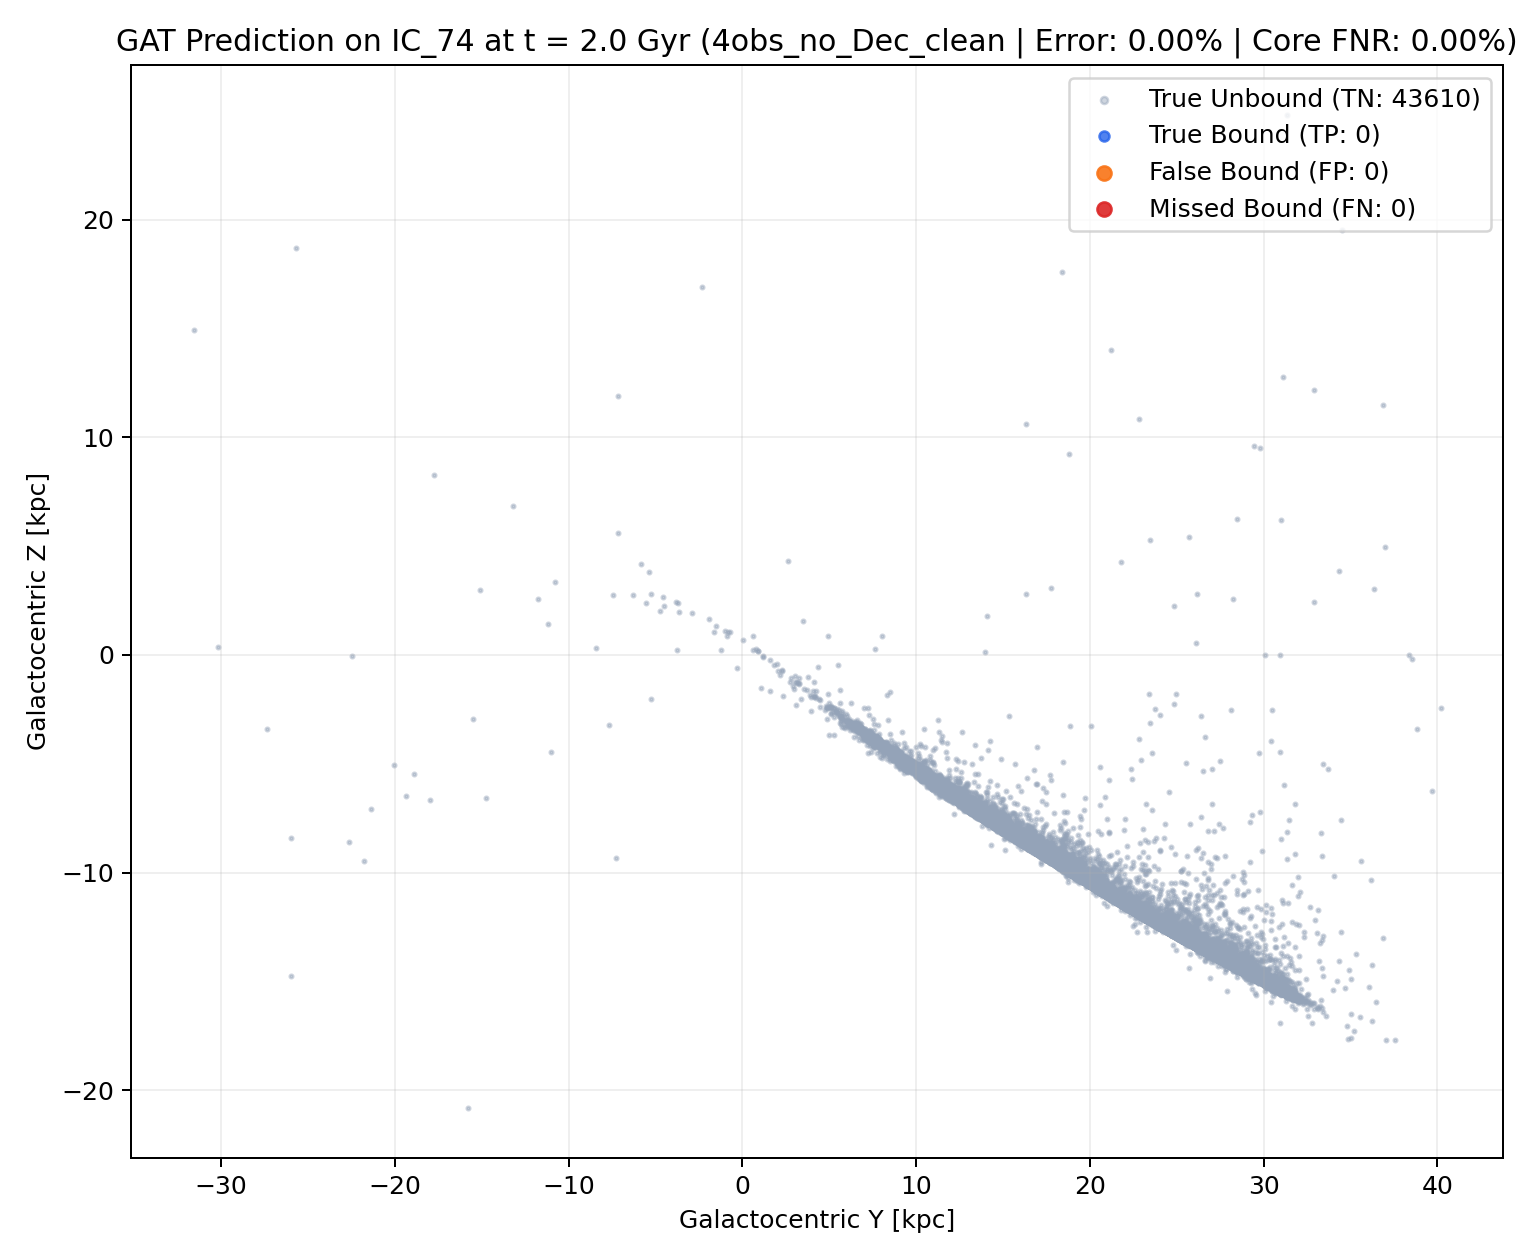 GAT Prediction on IC_74 at t = 2.0 Gyr (4obs_no_Dec_clean | Error: 0.00% | Core FNR: 0.00%)
True Unbound (TN: 43610)
True Bound (TP: 0)
False Bound (FP: 0)
Missed Bound (FN: 0)
Galactocentric Z [kpc]
20
10
0
−10
−20
−30 −20 −10 0 10 20 30 40
Galactocentric Y [kpc]